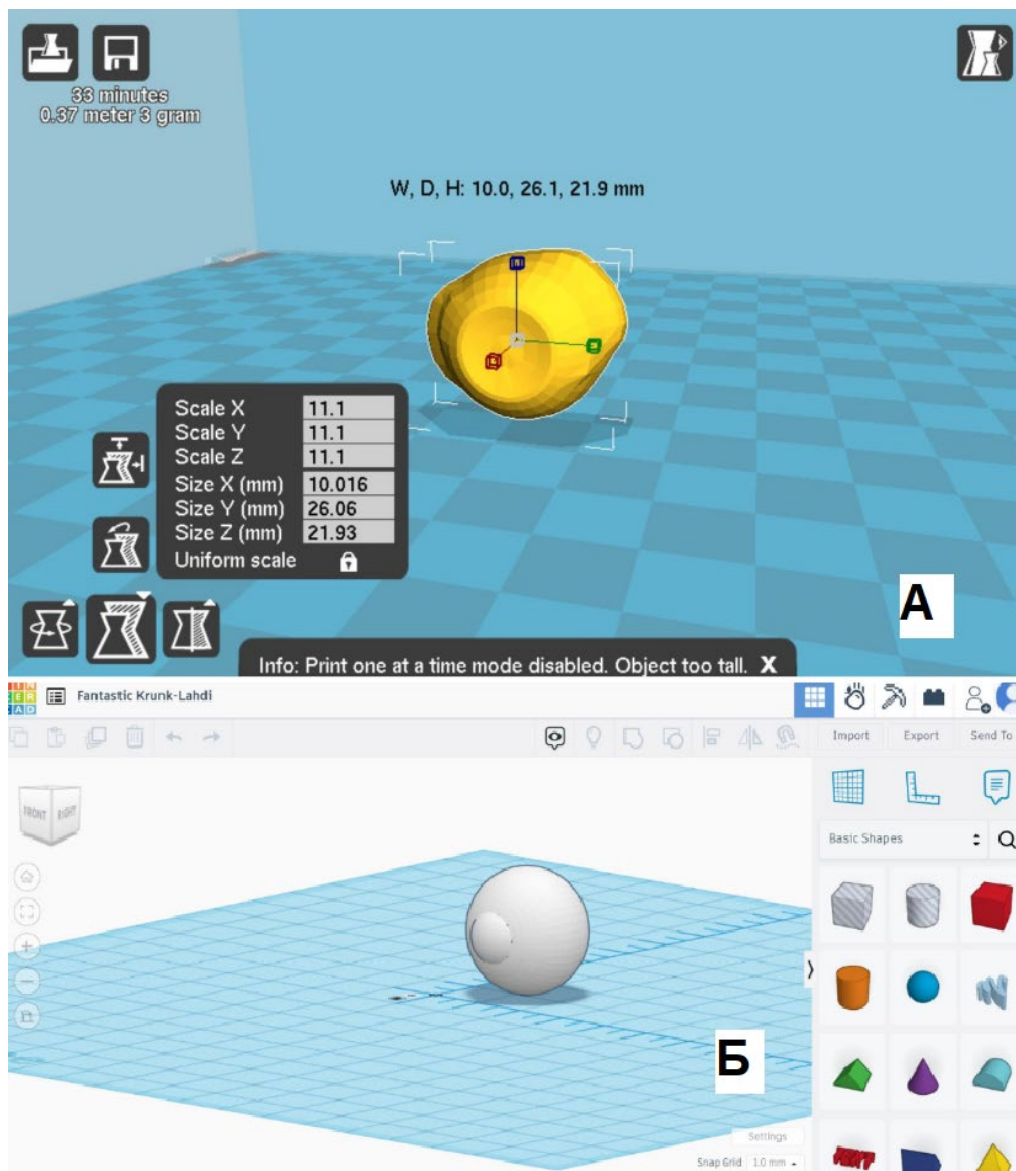 33 minutes
0.37 meter 3 gram
W, D, H: 10.0, 26.1, 21.9 mm
Scale X 11.1
Scale Y 11.1
Scale Z 11.1
Size X (mm) 10.016
Size Y (mm) 26.06
Size Z (mm) 21.93
Uniform scale
А
Info: Print one at a time mode disabled. Object too tall. X
Fantastic Krunk-Lahdi
Import Export Send To
FRONT RIGHT
Basic Shapes
Б
Settings
Snap Grid 1.0 mm